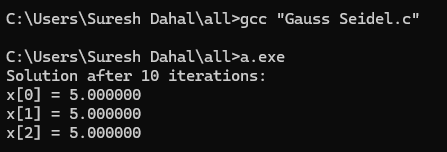 C:\Users\Suresh Dahal\all>gcc "Gauss Seidel.c"
C:\Users\Suresh Dahal\all>a.exe
Solution after 10 iterations:
x[0] = 5.000000
x[1] = 5.000000
x[2] = 5.000000